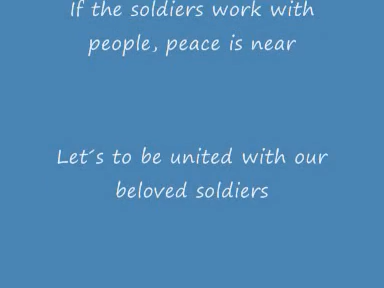 If the soldiers work with
people, peace is near
Let´s to be united with our
beloved soldiers